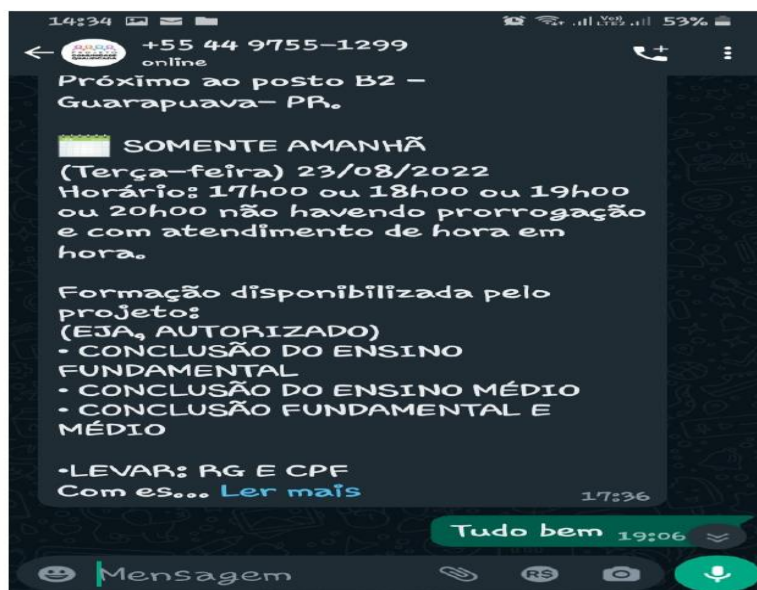 14:34 53%
+55 44 9755-1299
online
Próximo ao posto B2 -
Guarapuava- PR.
SOMENTE AMANHÃ
(Terça-feira) 23/08/2022
Horário: 17h00 ou 18h00 ou 19h00
ou 20h00 não havendo prorrogação
e com atendimento de hora em
hora.
Formação disponibilizada pelo
projeto:
(EJA, AUTORIZADO)
• CONCLUSÃO DO ENSINO
FUNDAMENTAL
• CONCLUSÃO DO ENSINO MÉDIO
• CONCLUSÃO FUNDAMENTAL E
MÉDIO
•LEVAR: RG E CPF
Com es... Ler mais 17:36
Tudo bem 19:06
Mensagem R$